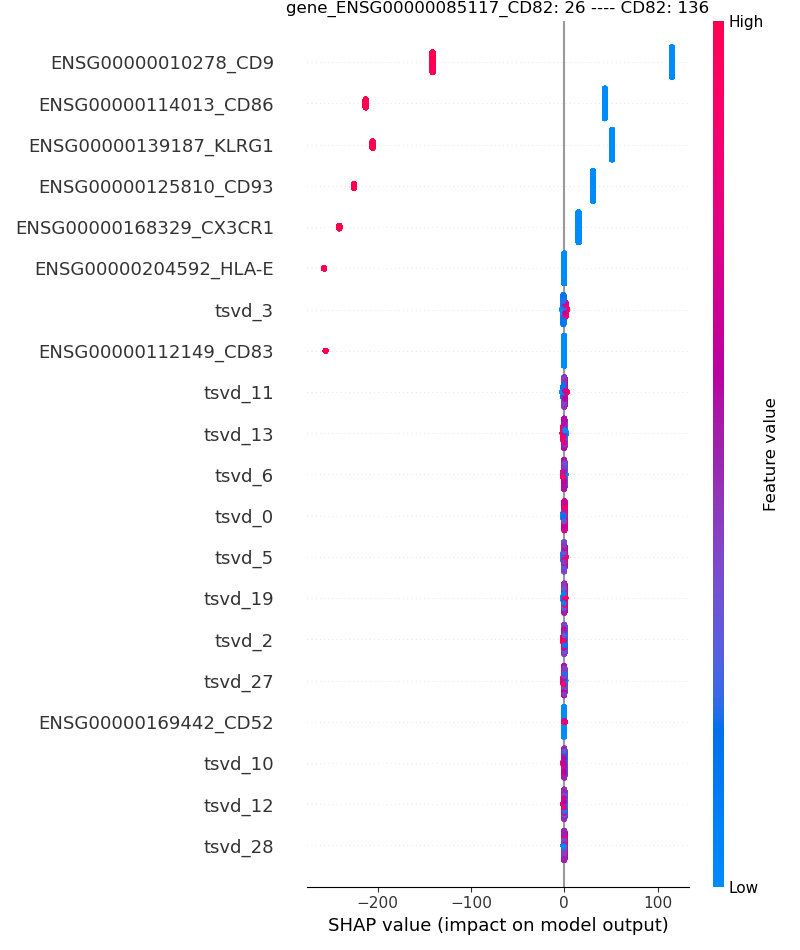 gene_ENSG00000085117_CD82: 26 ---- CD82: 136
High
ENSG00000010278_CD9
ENSG00000114013_CD86
ENSG00000139187_KLRG1
ENSG00000125810_CD93
ENSG00000168329_CX3CR1
ENSG00000204592_HLA-E
tsvd_3
ENSG00000112149_CD83
tsvd_11
tsvd_13
tsvd_6
tsvd_0
tsvd_5
tsvd_19
tsvd_2
tsvd_27
ENSG00000169442_CD52
tsvd_10
tsvd_12
tsvd_28
Feature value
Low
−200 −100 0 100
SHAP value (impact on model output)